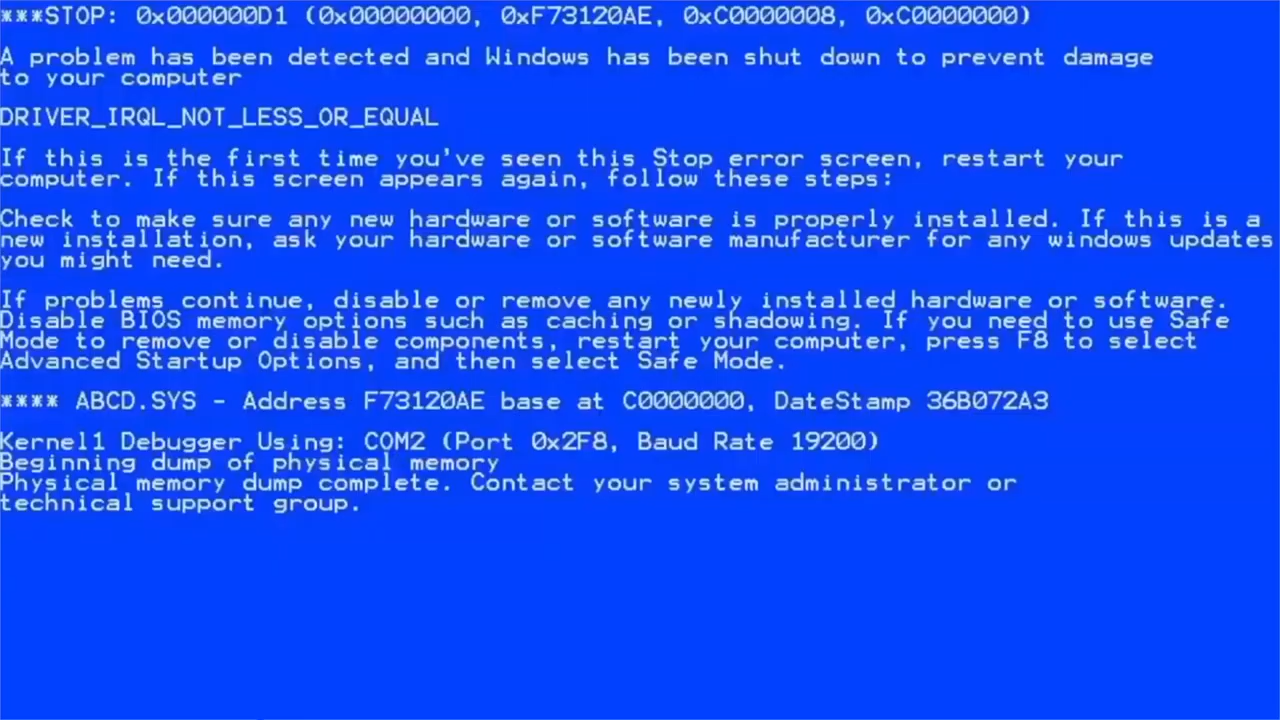 ***STOP: 0x000000D1 (0x00000000, 0xF73120AE, 0xC0000008, 0xC0000000)
A problem has been detected and Windows has been shut down to prevent damage
to your computer
DRIVER_IRQL_NOT_LESS_OR_EQUAL
If this is the first time you've seen this Stop error screen, restart your
computer. If this screen appears again, follow these steps:
Check to make sure any new hardware or software is properly installed. If this is a
new installation, ask your hardware or software manufacturer for any windows updates
you might need.
If problems continue, disable or remove any newly installed hardware or software.
Disable BIOS memory options such as caching or shadowing. If you need to use Safe
Mode to remove or disable components, restart your computer, press F8 to select
Advanced Startup Options, and then select Safe Mode.
**** ABCD.SYS - Address F73120AE base at C0000000, DateStamp 36B072A3
Kernel1 Debugger Using: COM2 (Port 0x2F8, Baud Rate 19200)
Beginning dump of physical memory
Physical memory dump complete. Contact your system administrator or
technical support group.